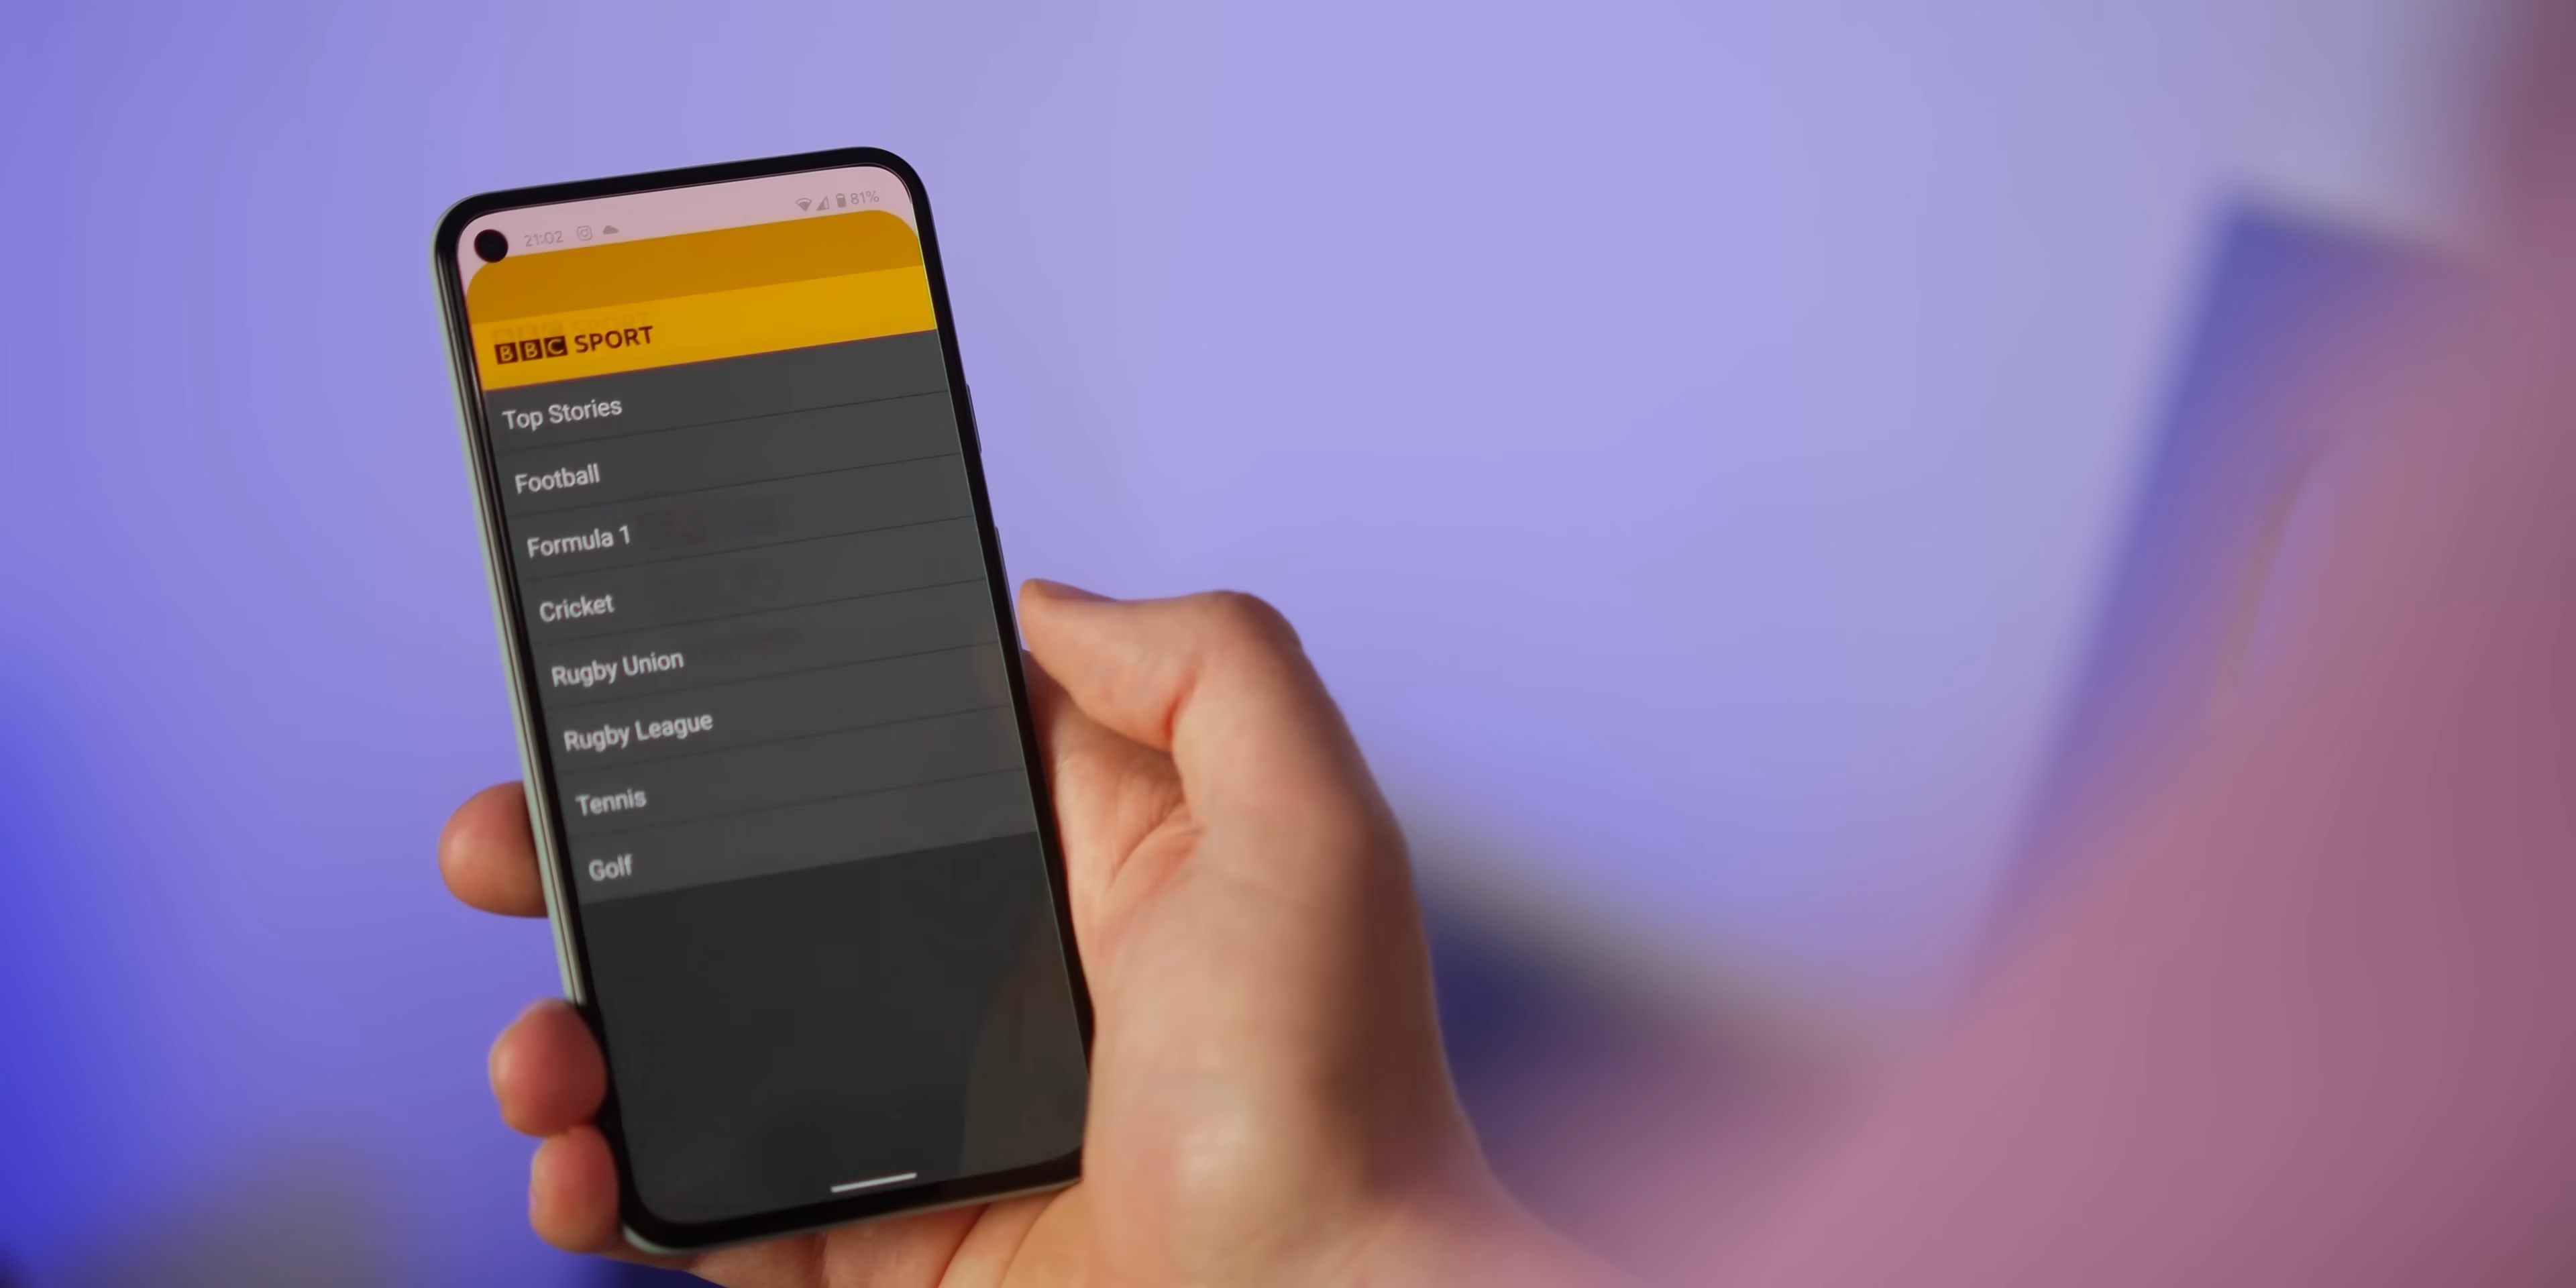 21:02 81%
BBC SPORT
Top Stories
Football
Formula 1
Cricket
Rugby Union
Rugby League
Tennis
Golf